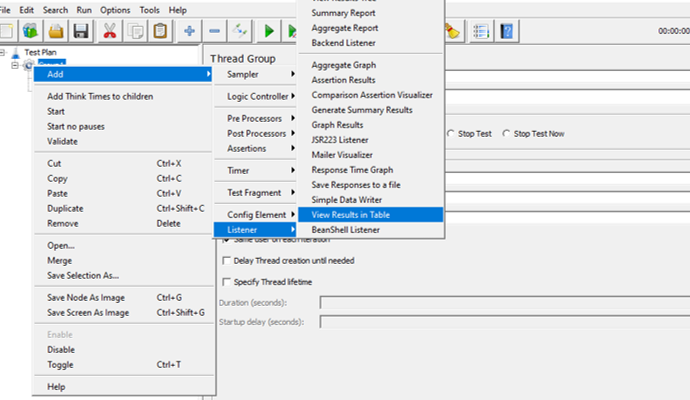 File Edit Search Run Options Tools Help
00:00:00
Test Plan
Thread Group
Add
Add Think Times to children
Start
Start no pauses
Validate
Cut Ctrl+X
Copy Ctrl+C
Paste Ctrl+V
Duplicate Ctrl+Shift+C
Remove Delete
Open...
Merge
Save Selection As...
Save Node As Image Ctrl+G
Save Screen As Image Ctrl+Shift+G
Enable
Disable
Toggle Ctrl+T
Help
Sampler
Logic Controller
Pre Processors
Post Processors
Assertions
Timer
Test Fragment
Config Element
Listener
Summary Report
Aggregate Report
Backend Listener
Aggregate Graph
Assertion Results
Comparison Assertion Visualizer
Generate Summary Results
Graph Results
JSR223 Listener
Mailer Visualizer
Response Time Graph
Save Responses to a file
Simple Data Writer
View Results in Table
BeanShell Listener
Stop Test Stop Test Now
Same user on each iteration
Delay Thread creation until needed
Specify Thread lifetime
Duration (seconds):
Startup delay (seconds):